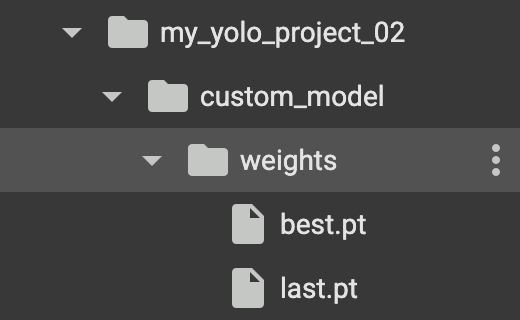 my_yolo_project_02
custom_model
weights
best.pt
last.pt